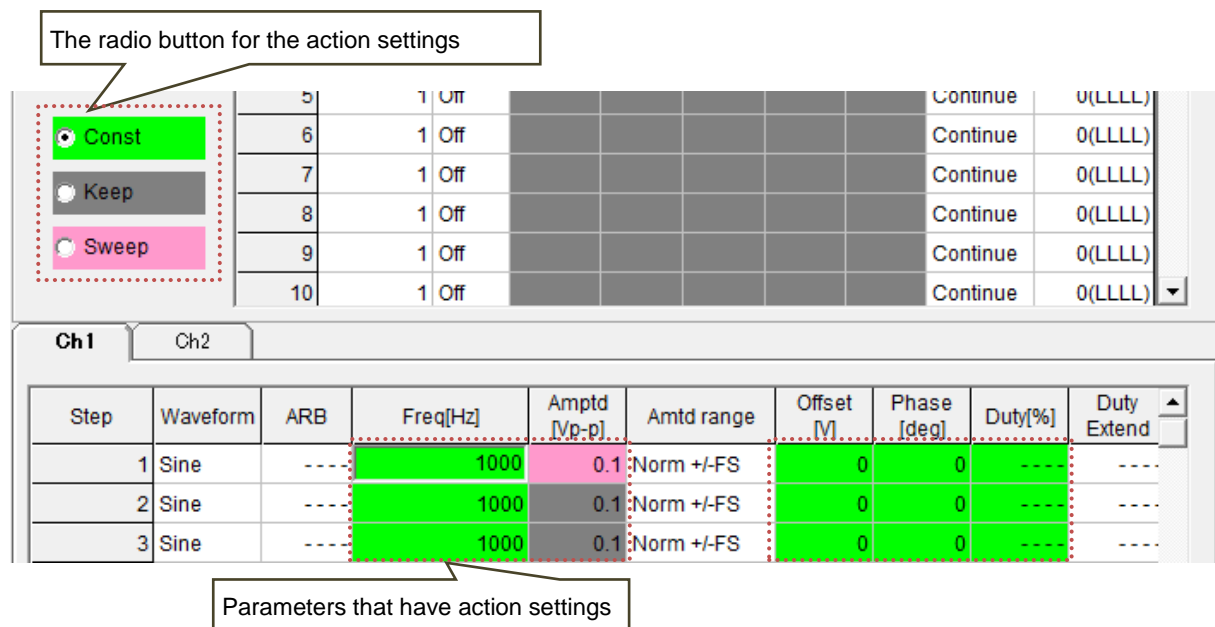 The radio button for the action settings
5 1 Off Continue 0(LLLL)
Const 6 1 Off Continue 0(LLLL)
7 1 Off Continue 0(LLLL)
Keep
8 1 Off Continue 0(LLLL)
Sweep 9 1 Off Continue 0(LLLL)
10 1 Off Continue 0(LLLL)
Ch1 Ch2
Step Waveform ARB Freq[Hz] Amptd [Vp-p] Amtd range Offset [V] Phase [deg] Duty[%] Duty Extend
1 Sine ---- 1000 0.1 Norm +/-FS 0 0 ---- ----
2 Sine ---- 1000 0.1 Norm +/-FS 0 0 ---- ----
3 Sine ---- 1000 0.1 Norm +/-FS 0 0 ---- ----
Parameters that have action settings